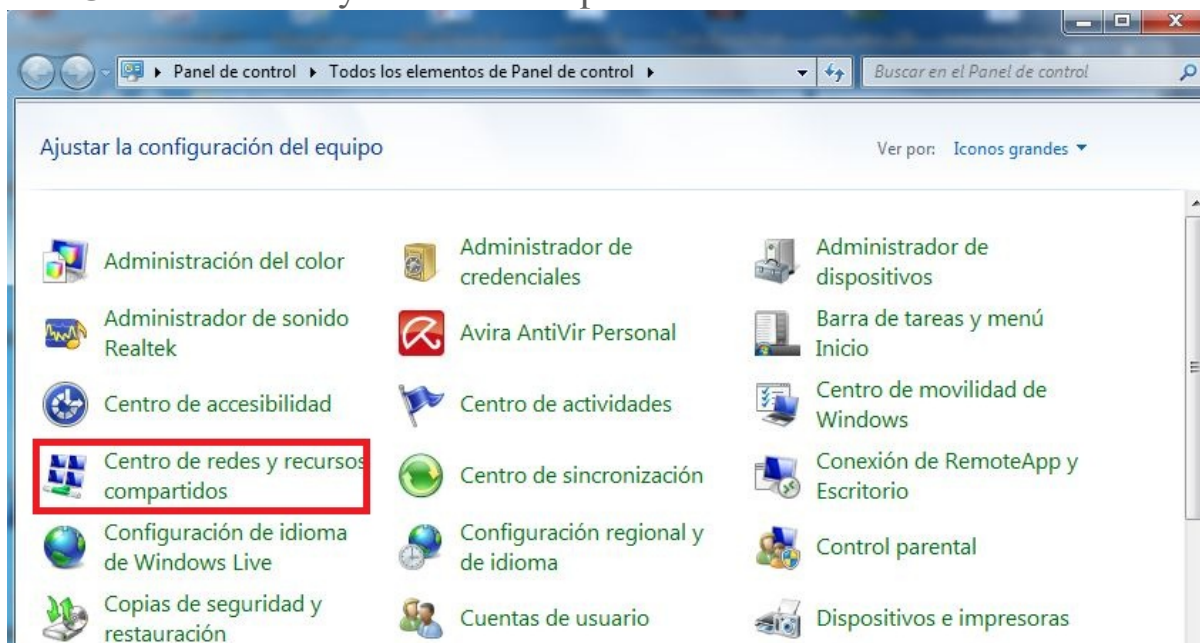 Panel de control ▸ Todos los elementos de Panel de control ▸
Buscar en el Panel de control
Ajustar la configuración del equipo
Ver por: Iconos grandes
Administración del color
Administrador de
credenciales
Administrador de
dispositivos
Administrador de sonido
Realtek
Avira AntiVir Personal
Barra de tareas y menú
Inicio
Centro de accesibilidad
Centro de actividades
Centro de movilidad de
Windows
Centro de redes y recursos
compartidos
Centro de sincronización
Conexión de RemoteApp y
Escritorio
Configuración de idioma
de Windows Live
Configuración regional y
de idioma
Control parental
Copias de seguridad y
restauración
Cuentas de usuario
Dispositivos e impresoras